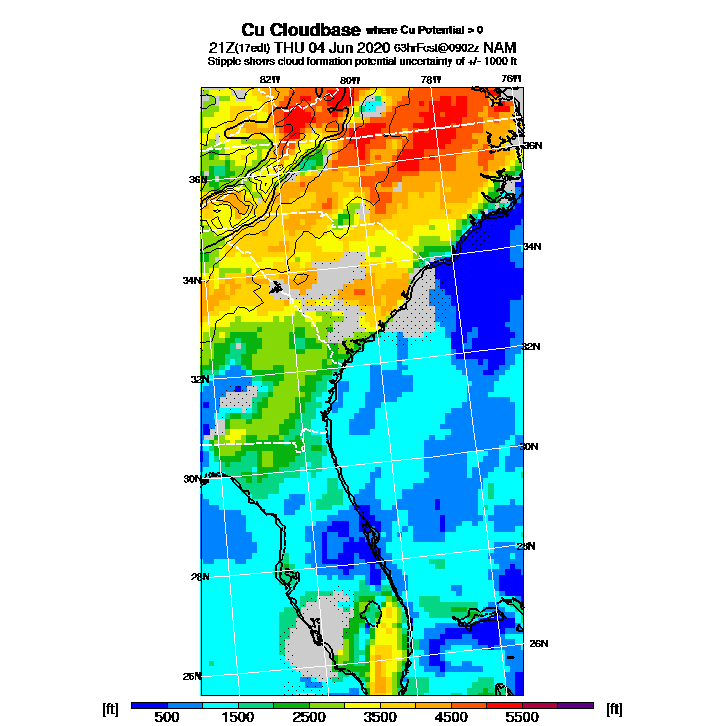 Cu Cloudbase where Cu Potential > 0
21Z(17edt) THU 04 Jun 2020 63hrFcst@0902z NAM
Stipple shows cloud formation potential uncertainty of +/- 1000 ft
82W 80W 78W 76W
36N
36N
34N
34N
32N
32N
30N
30N
28N
28N
26N
26N
[ft] [ft]
500 1500 2500 3500 4500 5500